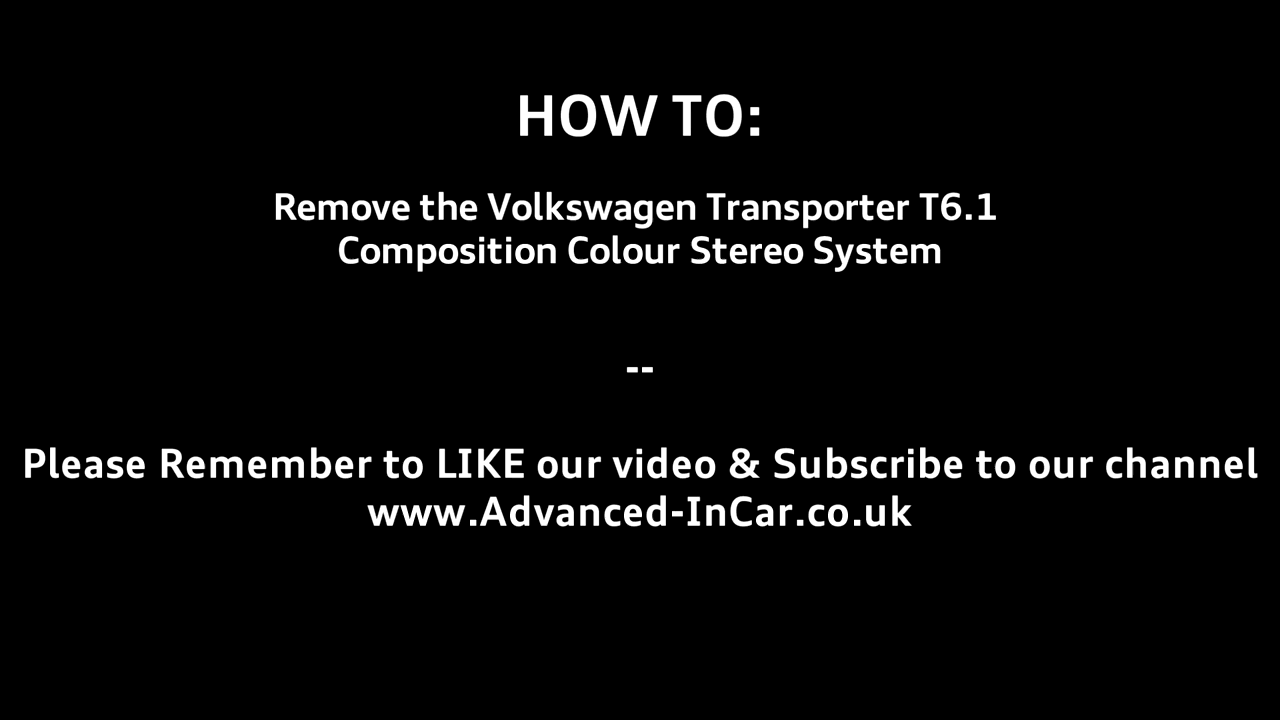 HOW TO:
Remove the Volkswagen Transporter T6.1
Composition Colour Stereo System
--
Please Remember to LIKE our video & Subscribe to our channel
www.Advanced-InCar.co.uk